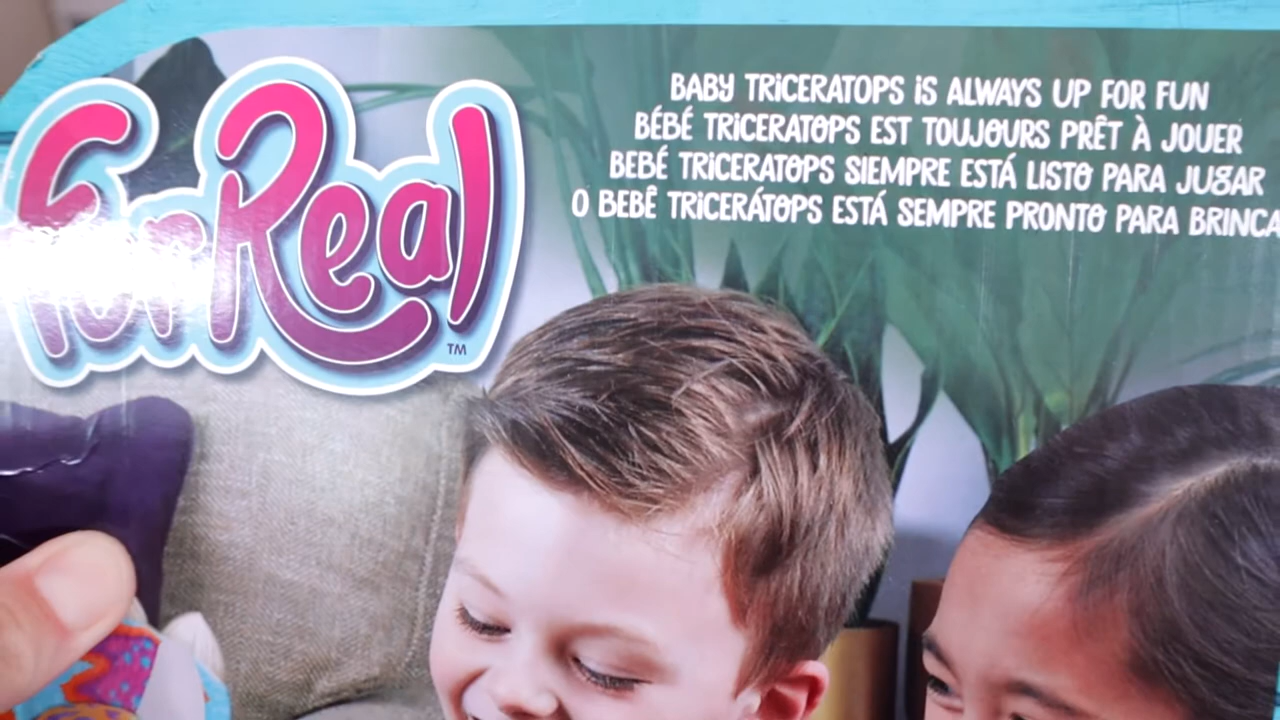 FurReal™
BABY TRICERATOPS IS ALWAYS UP FOR FUN
BÉBÉ TRICERATOPS EST TOUJOURS PRÊT À JOUER
BEBÉ TRICERATOPS SIEMPRE ESTÁ LISTO PARA JUGAR
O BEBÊ TRICERÁTOPS ESTÁ SEMPRE PRONTO PARA BRINCA